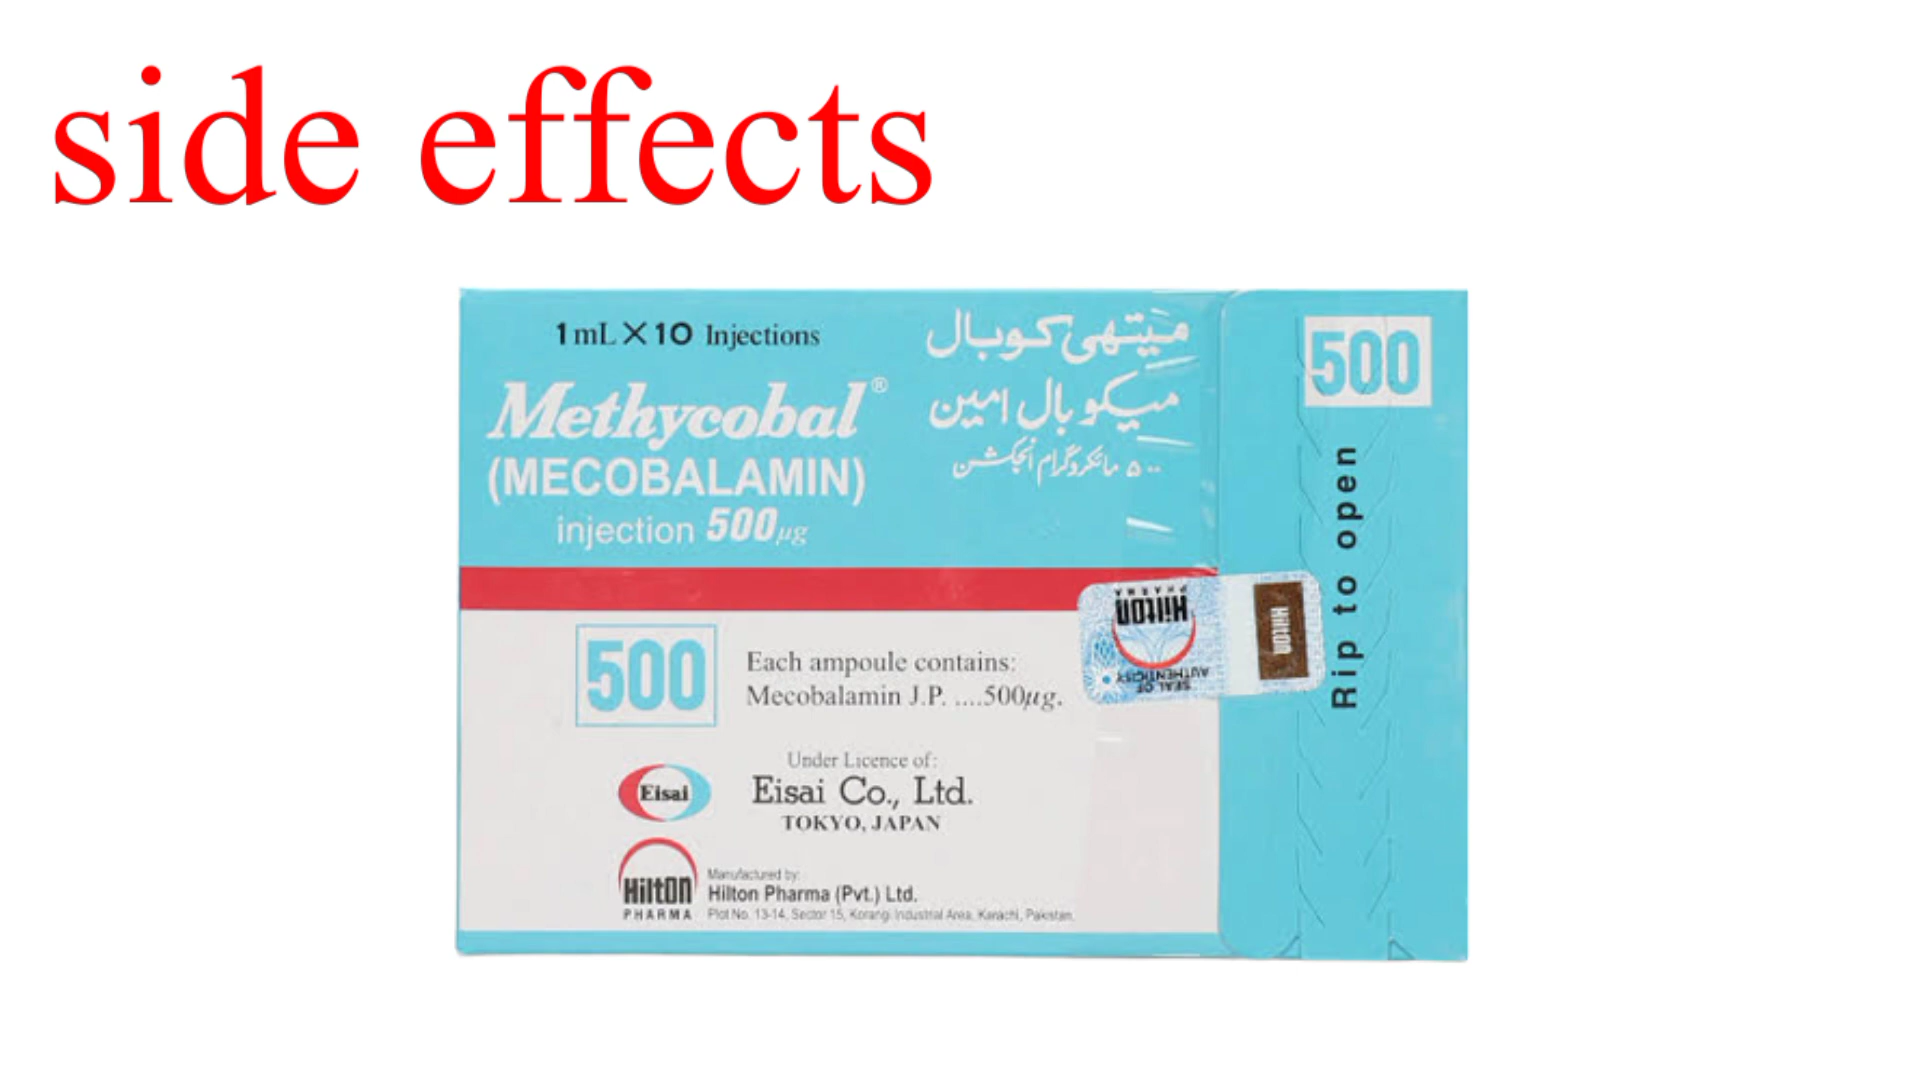 side effects
1 mL X 10 Injections
Methycobal®
(MECOBALAMIN)
injection 500 µg
میتھی کوبال
میکو بال امین
۵۰۰ مائکروگرام انجکشن
500
Rip to open
500
Each ampoule contains:
Mecobalamin J.P. ....500µg.
Hilton
PHARMA
SEAL OF
AUTHENTICITY
Hilton
Under Licence of:
Eisai
Eisai Co., Ltd.
TOKYO, JAPAN
Hilton
PHARMA
Manufactured by:
Hilton Pharma (Pvt.) Ltd.
Plot No. 13-14, Sector 15, Korangi Industrial Area, Karachi, Pakistan.